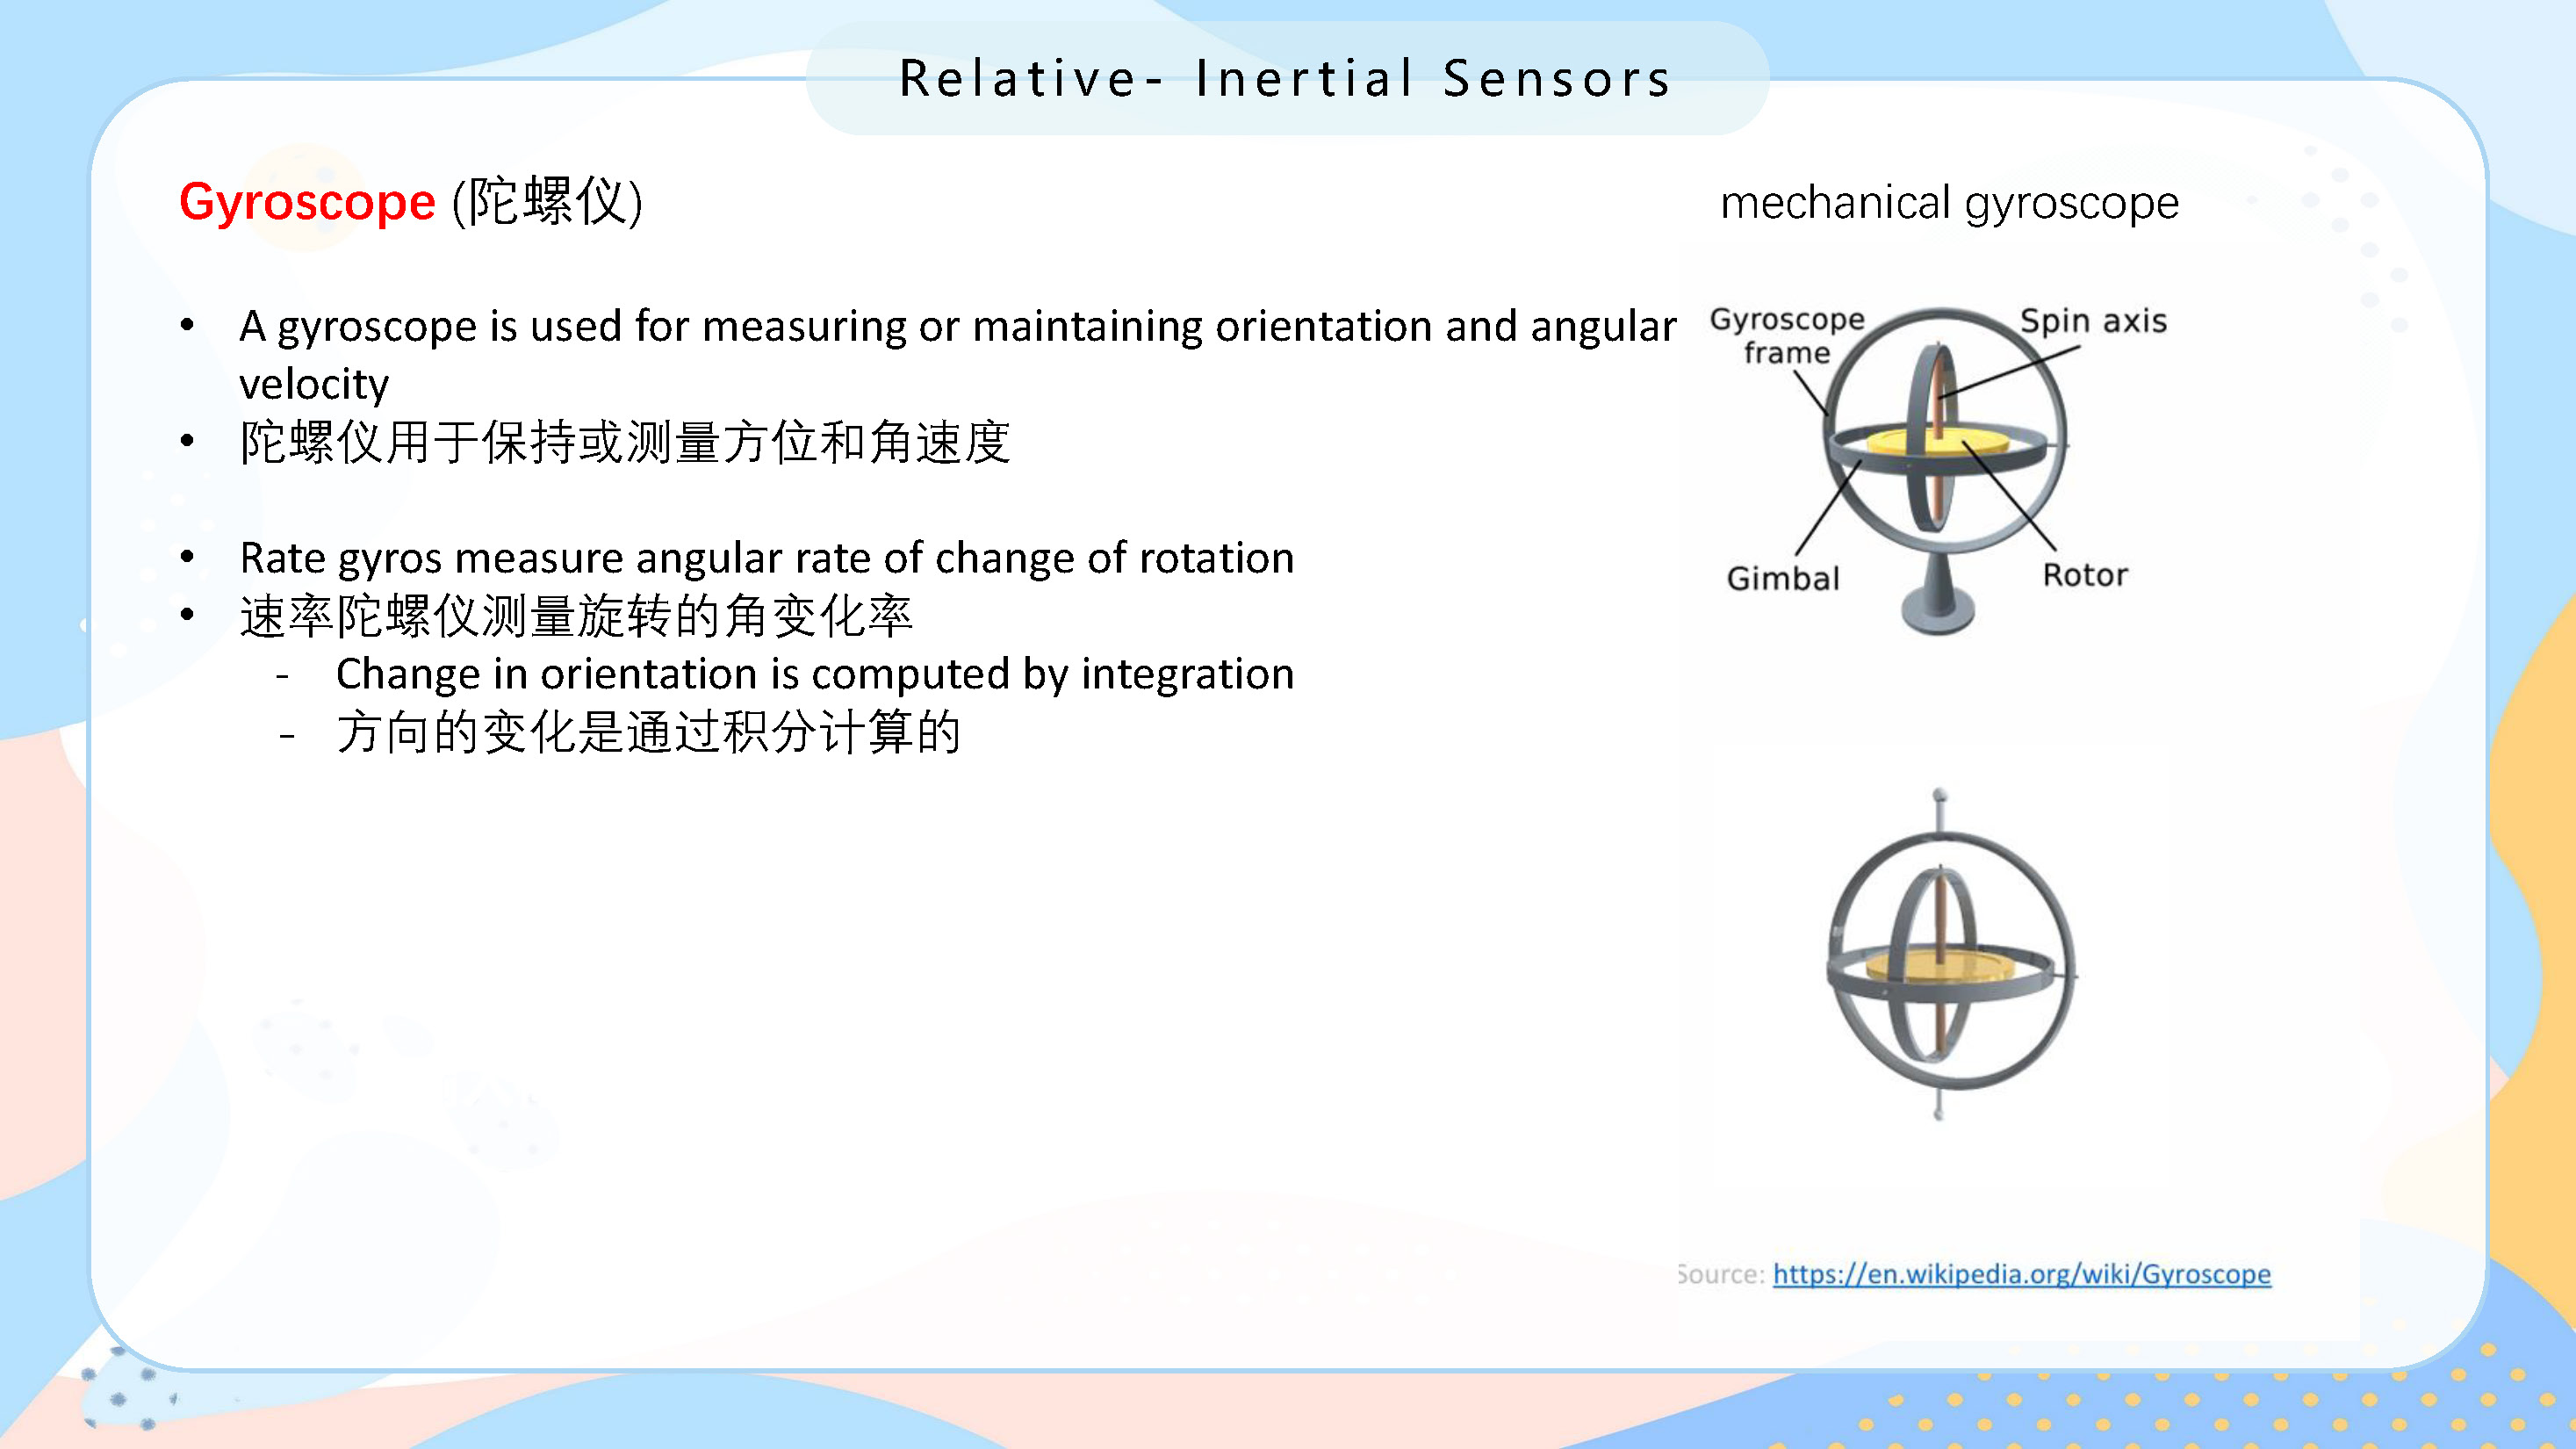 Relative- Inertial Sensors
Gyroscope (陀螺仪)
• A gyroscope is used for measuring or maintaining orientation and angular
velocity
• 陀螺仪用于保持或测量方位和角速度
• Rate gyros measure angular rate of change of rotation
• 速率陀螺仪测量旋转的角变化率
- Change in orientation is computed by integration
- 方向的变化是通过积分计算的
mechanical gyroscope
Gyroscope
frame
Spin axis
Gimbal
Rotor
Source: https://en.wikipedia.org/wiki/Gyroscope